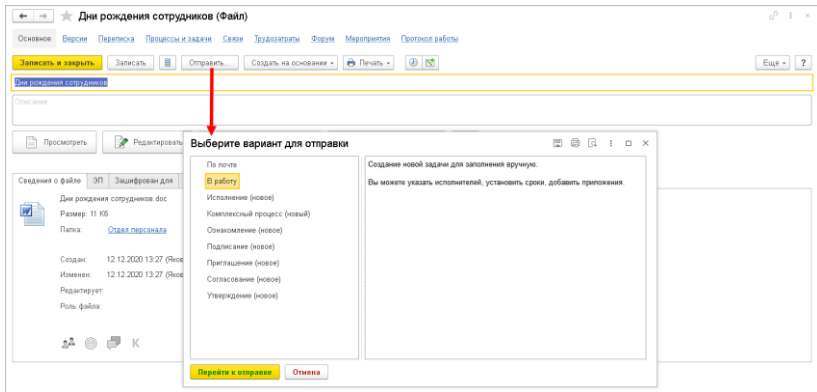 Дни рождения сотрудников (Файл)
Основное Версии Переписка Процессы и задачи Связи Трудозатраты Форум Мероприятия Протокол работы
Записать и закрыть Записать Отправить... Создать на основании Печать Еще ?
Дни рождения сотрудников
Описание
Просмотреть Редактировать
Выберите вариант для отправки
По почте
В работу
Исполнение (новое)
Комплексный процесс (новый)
Ознакомление (новое)
Подписание (новое)
Приглашение (новое)
Согласование (новое)
Утверждение (новое)
Создание новой задачи для заполнения вручную.
Вы можете указать исполнителей, установить сроки, добавить приложения.
Перейти к отправке Отмена
Сведения о файле ЭП Зашифрован для
Дни рождения сотрудников.doc
Размер: 11 Кб
Папка: Отдел персонала
Создан: 12.12.2020 13:27 (Яков
Изменен: 12.12.2020 13:27 (Яков
Редактирует:
Роль файла:
К